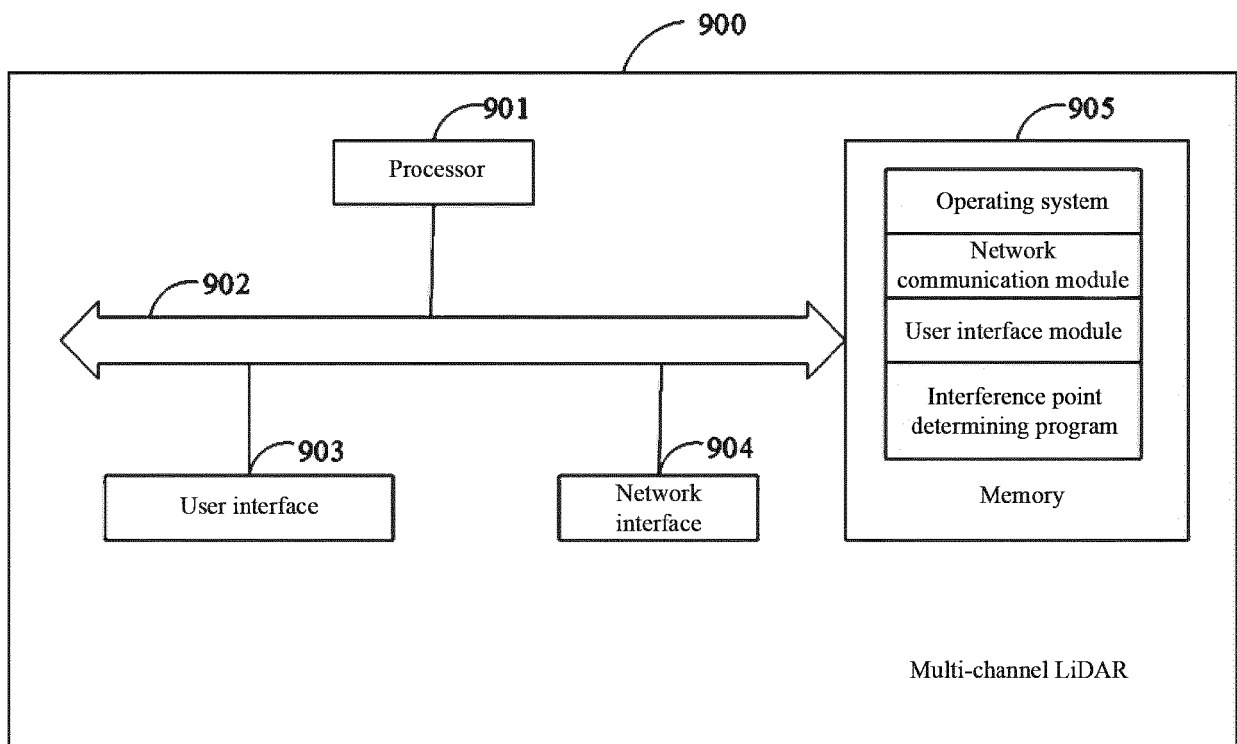 900
901
Processor
905
Operating system
Network
communication module
User interface module
Interference point
determining program
Memory
902
903
User interface
904
Network
interface
Multi-channel LiDAR